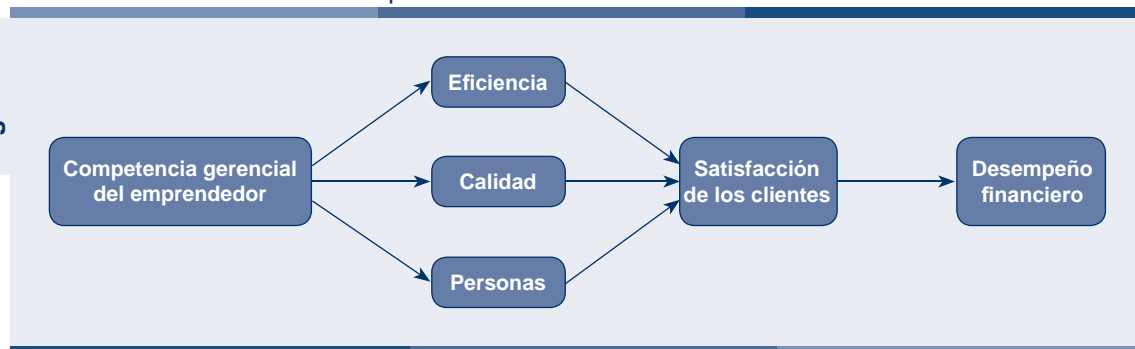 Eficiencia
Competencia gerencial
del emprendedor
Calidad
Satisfacción
de los clientes
Desempeño
financiero
Personas